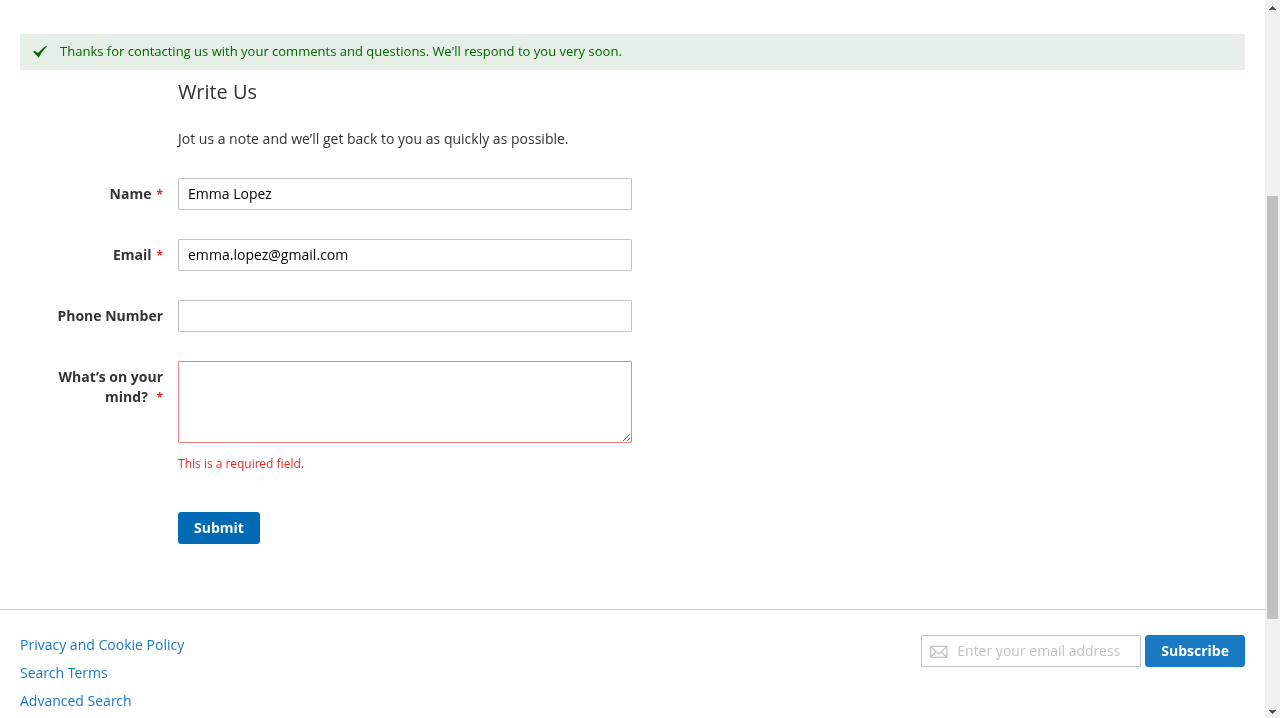 Thanks for contacting us with your comments and questions. We'll respond to you very soon.
Write Us
Jot us a note and we’ll get back to you as quickly as possible.
Name *
Emma Lopez
Email *
emma.lopez@gmail.com
Phone Number
What’s on your
mind? *
This is a required field.
Submit
Privacy and Cookie Policy
Enter your email address
Subscribe
Search Terms
Advanced Search